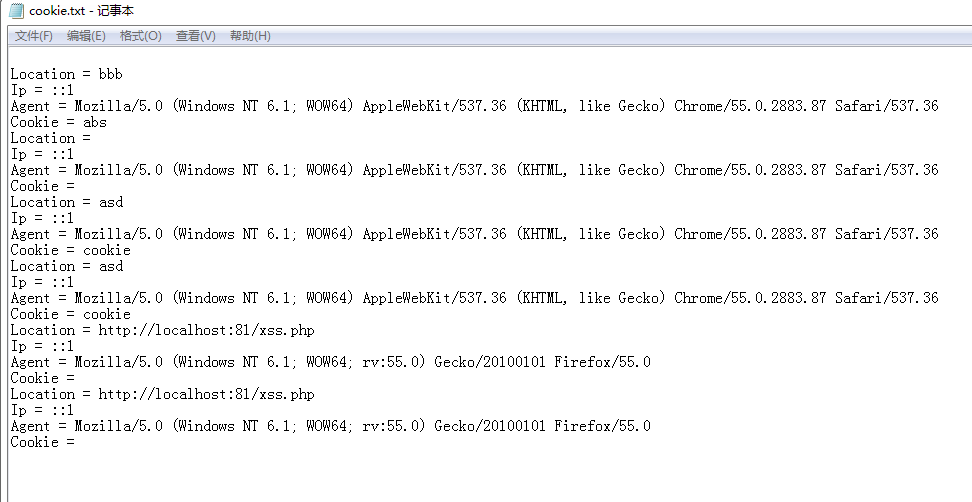 cookie.txt - 记事本
文件(F) 编辑(E) 格式(O) 查看(V) 帮助(H)
Location = bbb
Ip = ::1
Agent = Mozilla/5.0 (Windows NT 6.1; WOW64) AppleWebKit/537.36 (KHTML, like Gecko) Chrome/55.0.2883.87 Safari/537.36
Cookie = abs
Location =
Ip = ::1
Agent = Mozilla/5.0 (Windows NT 6.1; WOW64) AppleWebKit/537.36 (KHTML, like Gecko) Chrome/55.0.2883.87 Safari/537.36
Cookie =
Location = asd
Ip = ::1
Agent = Mozilla/5.0 (Windows NT 6.1; WOW64) AppleWebKit/537.36 (KHTML, like Gecko) Chrome/55.0.2883.87 Safari/537.36
Cookie = cookie
Location = asd
Ip = ::1
Agent = Mozilla/5.0 (Windows NT 6.1; WOW64) AppleWebKit/537.36 (KHTML, like Gecko) Chrome/55.0.2883.87 Safari/537.36
Cookie = cookie
Location = http://localhost:81/xss.php
Ip = ::1
Agent = Mozilla/5.0 (Windows NT 6.1; WOW64; rv:55.0) Gecko/20100101 Firefox/55.0
Cookie =
Location = http://localhost:81/xss.php
Ip = ::1
Agent = Mozilla/5.0 (Windows NT 6.1; WOW64; rv:55.0) Gecko/20100101 Firefox/55.0
Cookie =